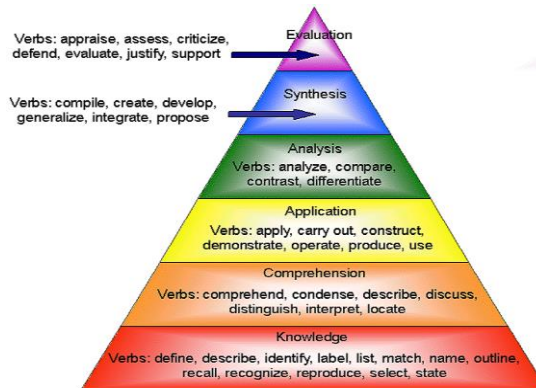 Evaluation
Verbs: appraise, assess, criticize,
defend, evaluate, justify, support
Synthesis
Verbs: compile, create, develop,
generalize, integrate, propose
Analysis
Verbs: analyze, compare,
contrast, differentiate
Application
Verbs: apply, carry out, construct,
demonstrate, operate, produce, use
Comprehension
Verbs: comprehend, condense, describe, discuss,
distinguish, interpret, locate
Knowledge
Verbs: define, describe, identify, label, list, match, name, outline,
recall, recognize, reproduce, select, state